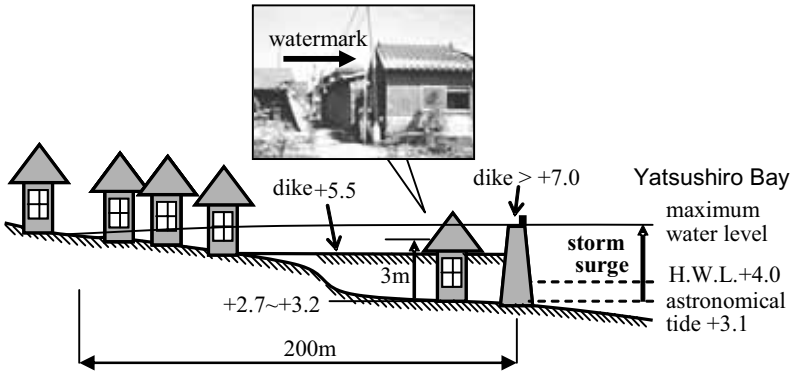 watermark
dike+5.5
dike > +7.0
Yatsushiro Bay
maximum
water level
storm
surge
3m
H.W.L.+4.0
+2.7~+3.2
astronomical
tide +3.1
200m